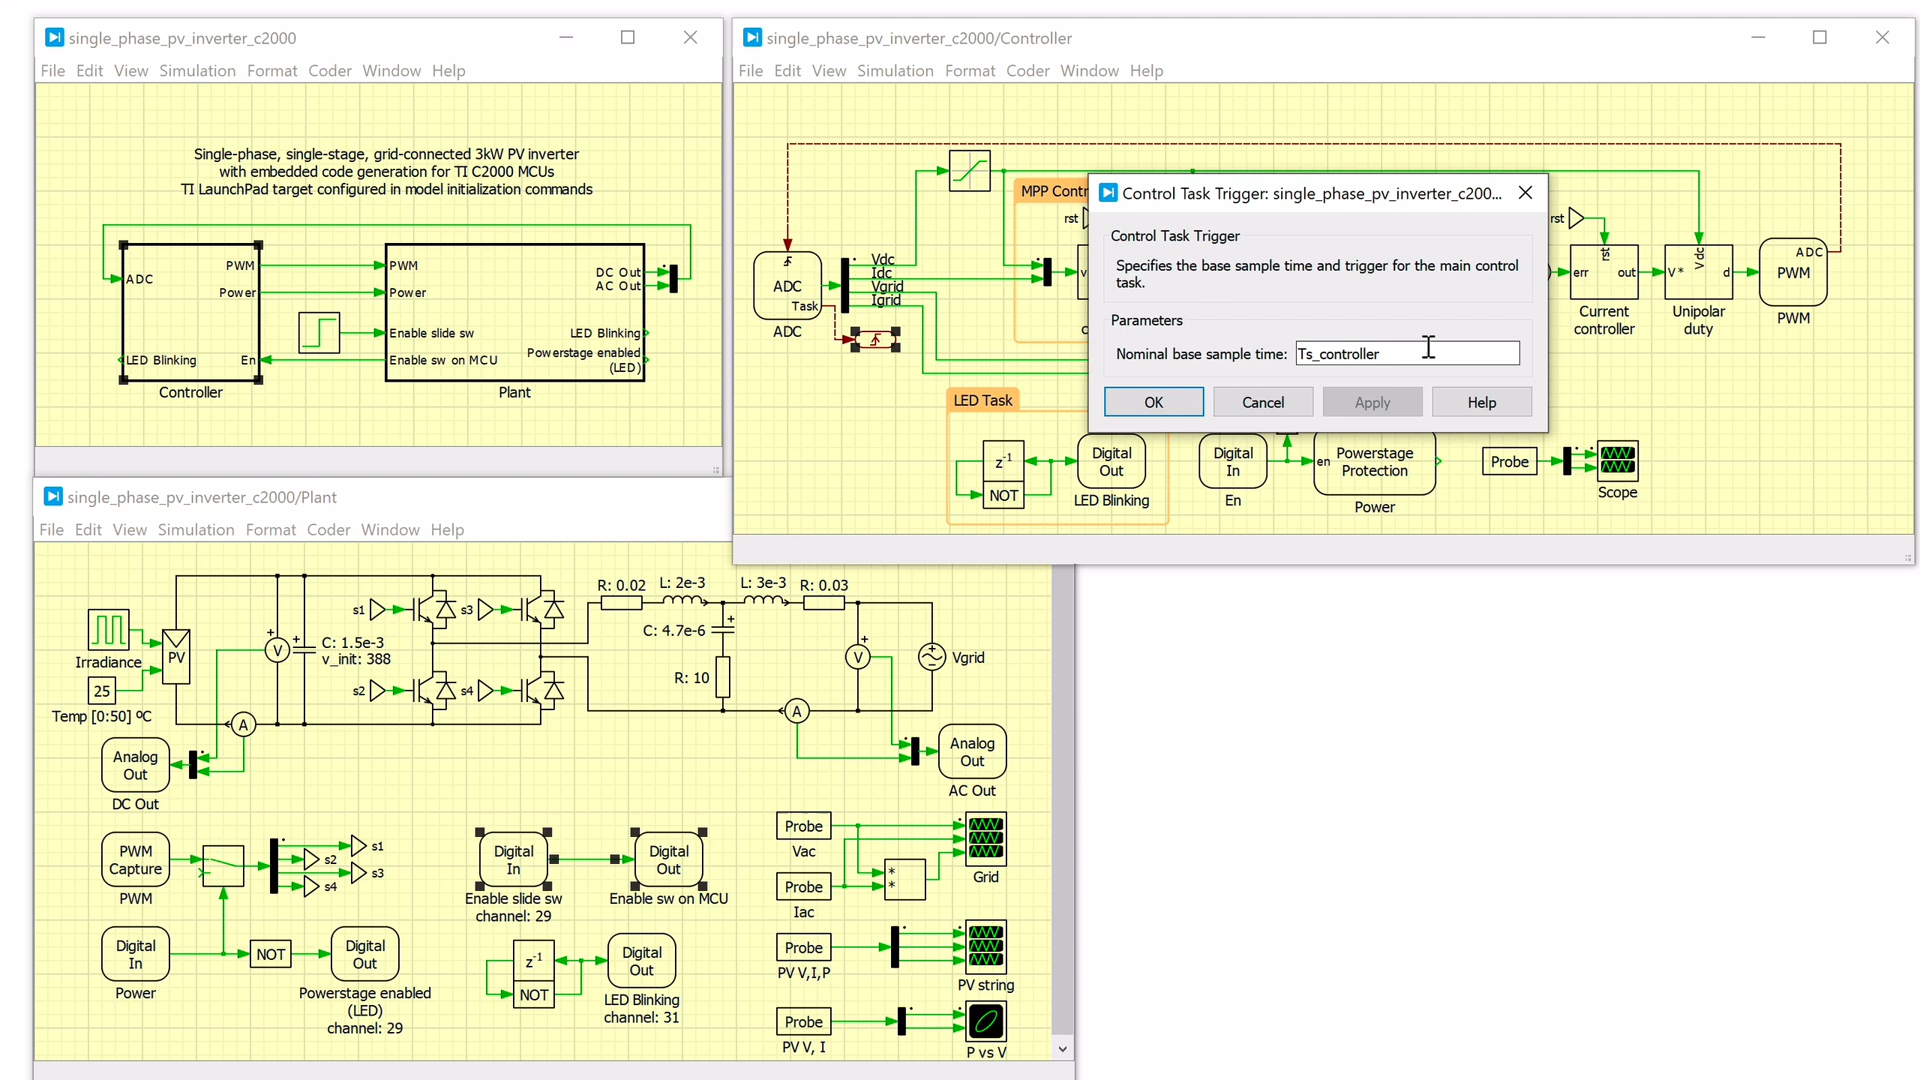 single_phase_pv_inverter_c2000
File Edit View Simulation Format Coder Window Help
Single-phase, single-stage, grid-connected 3kW PV inverter
with embedded code generation for TI C2000 MCUs
TI LaunchPad target configured in model initialization commands
ADC
PWM
Power
LED Blinking
En
Controller
PWM
Power
Enable slide sw
Enable sw on MCU
DC Out
AC Out
LED Blinking
Powerstage enabled
(LED)
Plant
single_phase_pv_inverter_c2000/Controller
File Edit View Simulation Format Coder Window Help
ADC
Task
ADC
Vdc
Idc
Vgrid
Igrid
MPP Contr
rst
v
c
rst
err
rst
out
Current
controller
V*
Vdc
d
Unipolar
duty
ADC
PWM
PWM
LED Task
z-1
NOT
Digital
Out
LED Blinking
Digital
In
En
en
Powerstage
Protection
Power
Probe
Scope
Control Task Trigger: single_phase_pv_inverter_c200...
Control Task Trigger
Specifies the base sample time and trigger for the main control
task.
Parameters
Nominal base sample time: Ts_controller
OK Cancel Apply Help
single_phase_pv_inverter_c2000/Plant
File Edit View Simulation Format Coder Window Help
Irradiance
25
Temp [0:50] ºC
PV
V
C: 1.5e-3
v_init: 388
A
s1
s3
s2
s4
R: 0.02
L: 2e-3
L: 3e-3
R: 0.03
C: 4.7e-6
R: 10
V
Vgrid
A
Analog
Out
DC Out
Analog
Out
AC Out
PWM
Capture
PWM
s1
s2
s3
s4
Digital
In
Power
NOT
Digital
Out
Powerstage enabled
(LED)
channel: 29
Digital
In
Enable slide sw
channel: 29
Digital
Out
Enable sw on MCU
z-1
NOT
Digital
Out
LED Blinking
channel: 31
Probe
Vac
Probe
Iac
*
*
Grid
Probe
PV V,I,P
PV string
Probe
PV V, I
P vs V